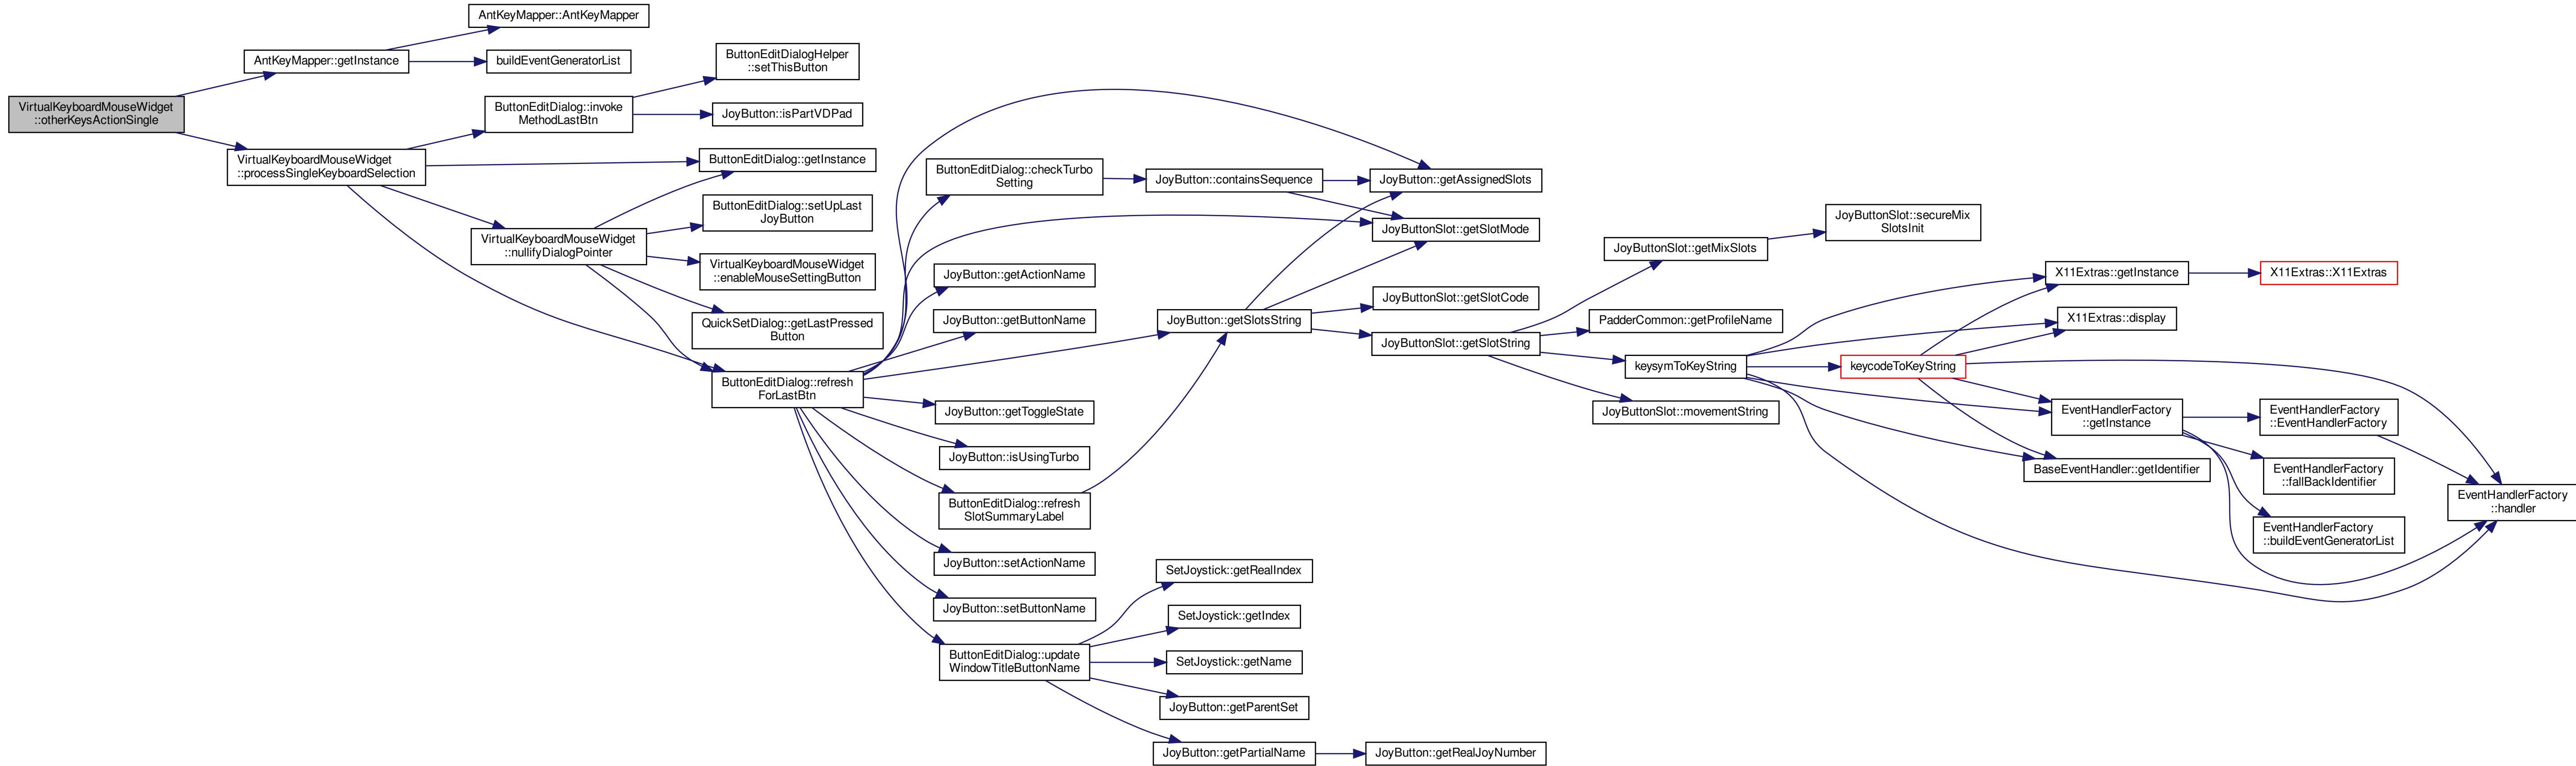 VirtualKeyboardMouseWidget
::otherKeysActionSingle
AntKeyMapper::getInstance
AntKeyMapper::AntKeyMapper
buildEventGeneratorList
VirtualKeyboardMouseWidget
::processSingleKeyboardSelection
ButtonEditDialog::invoke
MethodLastBtn
ButtonEditDialogHelper
::setThisButton
JoyButton::isPartVDPad
ButtonEditDialog::getInstance
VirtualKeyboardMouseWidget
::nullifyDialogPointer
ButtonEditDialog::setUpLast
JoyButton
VirtualKeyboardMouseWidget
::enableMouseSettingButton
QuickSetDialog::getLastPressed
Button
ButtonEditDialog::refresh
ForLastBtn
ButtonEditDialog::checkTurbo
Setting
JoyButton::containsSequence
JoyButton::getAssignedSlots
JoyButtonSlot::getSlotMode
JoyButton::getActionName
JoyButton::getButtonName
JoyButton::getSlotsString
JoyButtonSlot::getSlotCode
JoyButtonSlot::getSlotString
JoyButtonSlot::getMixSlots
JoyButtonSlot::secureMix
SlotsInit
PadderCommon::getProfileName
keysymToKeyString
JoyButtonSlot::movementString
keycodeToKeyString
X11Extras::getInstance
X11Extras::X11Extras
X11Extras::display
EventHandlerFactory
::getInstance
BaseEventHandler::getIdentifier
EventHandlerFactory
::EventHandlerFactory
EventHandlerFactory
::fallBackIdentifier
EventHandlerFactory
::buildEventGeneratorList
EventHandlerFactory
::handler
JoyButton::getToggleState
JoyButton::isUsingTurbo
ButtonEditDialog::refresh
SlotSummaryLabel
JoyButton::setActionName
JoyButton::setButtonName
ButtonEditDialog::update
WindowTitleButtonName
SetJoystick::getRealIndex
SetJoystick::getIndex
SetJoystick::getName
JoyButton::getParentSet
JoyButton::getPartialName
JoyButton::getRealJoyNumber